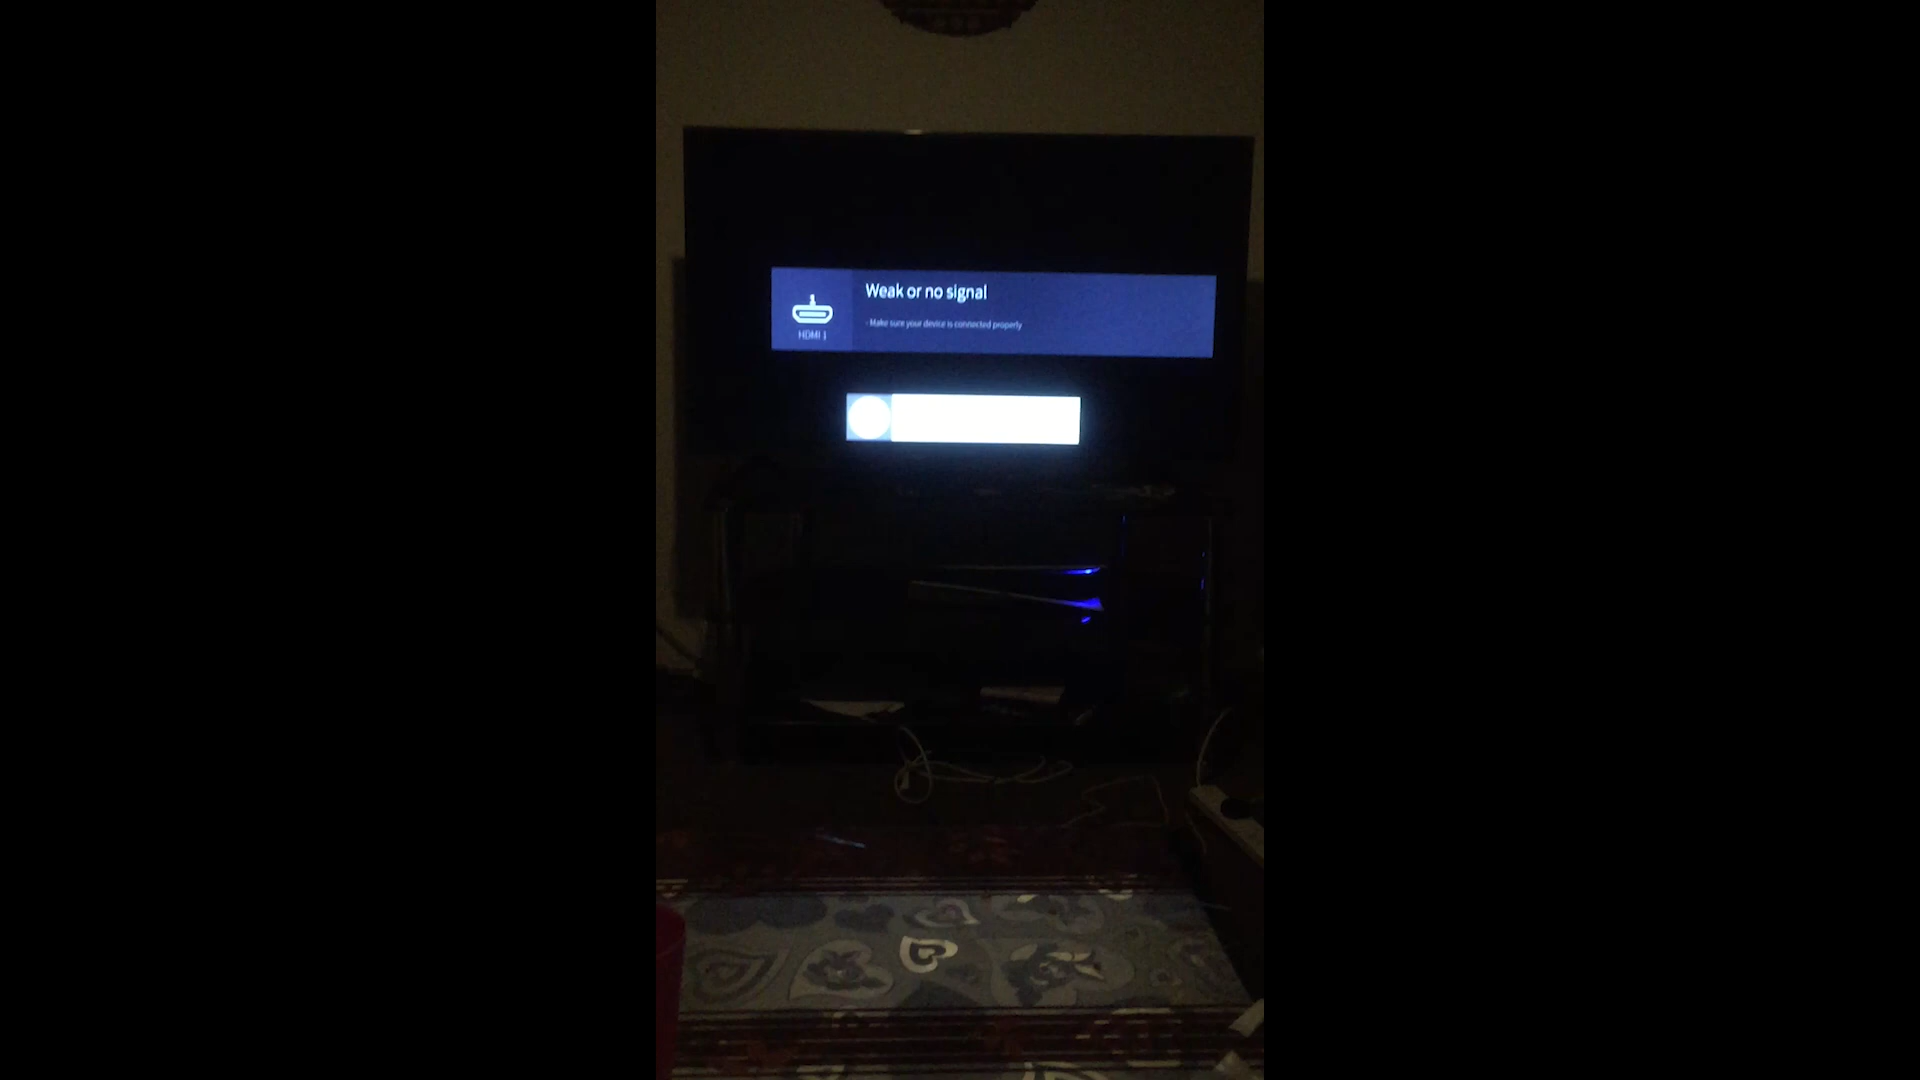 Weak or no signal
- Make sure your device is connected properly
HDMI 1